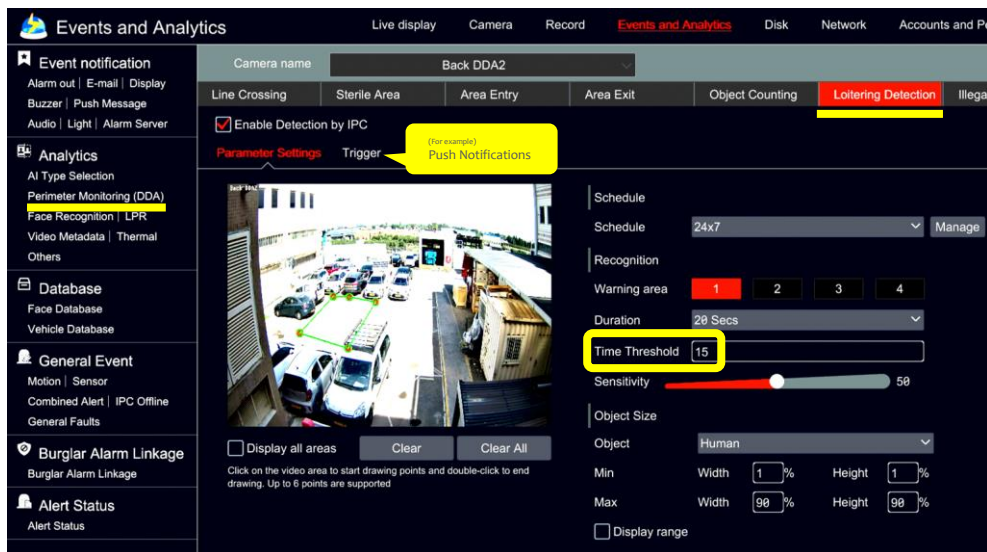 Events and Analytics
Live display
Camera
Record
Events and Analytics
Disk
Network
Accounts and Pe
Event notification
Alarm out | E-mail | Display
Buzzer | Push Message
Audio | Light | Alarm Server
Analytics
AI Type Selection
Perimeter Monitoring (DDA)
Face Recognition | LPR
Video Metadata | Thermal
Others
Database
Face Database
Vehicle Database
General Event
Motion | Sensor
Combined Alert | IPC Offline
General Faults
Burglar Alarm Linkage
Burglar Alarm Linkage
Alert Status
Alert Status
Camera name
Back DDA2
Line Crossing
Sterile Area
Area Entry
Area Exit
Object Counting
Loitering Detection
Illega
Enable Detection by IPC
Parameter Settings
Trigger
(For example)
Push Notifications
Back DDA2
Display all areas
Clear
Clear All
Click on the video area to start drawing points and double-click to end
drawing. Up to 6 points are supported
Schedule
Schedule 24x7 Manage
Recognition
Warning area 1 2 3 4
Duration 20 Secs
Time Threshold 15
Sensitivity 50
Object Size
Object Human
Min Width 1 % Height 1 %
Max Width 90 % Height 90 %
Display range